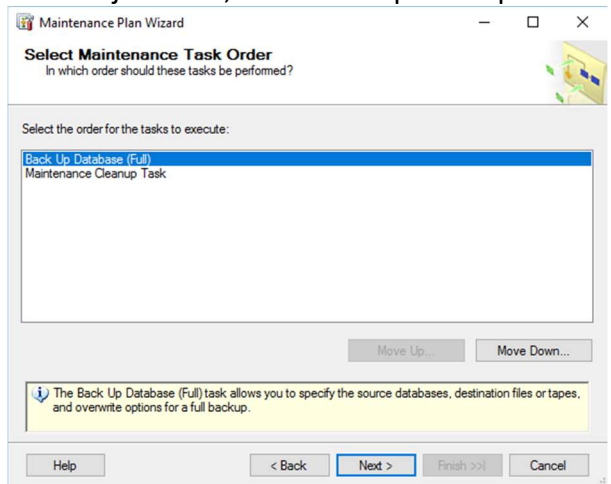 Maintenance Plan Wizard
Select Maintenance Task Order
In which order should these tasks be performed?
Select the order for the tasks to execute:
Back Up Database (Full)
Maintenance Cleanup Task
Move Up...
Move Down...
The Back Up Database (Full) task allows you to specify the source databases, destination files or tapes,
and overwrite options for a full backup.
Help
< Back
Next >
Finish >>|
Cancel